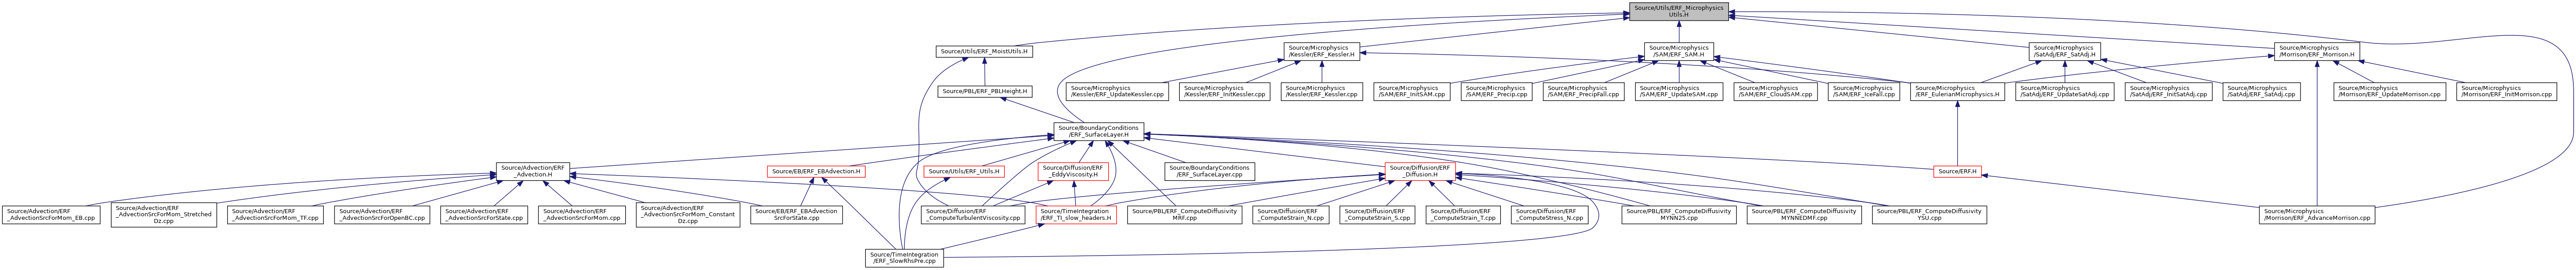 Source/Utils/ERF_Microphysics
Utils.H
Source/Utils/ERF_MoistUtils.H
Source/Microphysics
/Kessler/ERF_Kessler.H
Source/Microphysics
/SAM/ERF_SAM.H
Source/Microphysics
/SatAdj/ERF_SatAdj.H
Source/Microphysics
/Morrison/ERF_Morrison.H
Source/PBL/ERF_PBLHeight.H
Source/Microphysics
/Kessler/ERF_UpdateKessler.cpp
Source/Microphysics
/Kessler/ERF_InitKessler.cpp
Source/Microphysics
/Kessler/ERF_Kessler.cpp
Source/Microphysics
/SAM/ERF_InitSAM.cpp
Source/Microphysics
/SAM/ERF_Precip.cpp
Source/Microphysics
/SAM/ERF_PrecipFall.cpp
Source/Microphysics
/SAM/ERF_UpdateSAM.cpp
Source/Microphysics
/SAM/ERF_CloudSAM.cpp
Source/Microphysics
/SAM/ERF_IceFall.cpp
Source/Microphysics
/ERF_EulerianMicrophysics.H
Source/Microphysics
/SatAdj/ERF_UpdateSatAdj.cpp
Source/Microphysics
/SatAdj/ERF_InitSatAdj.cpp
Source/Microphysics
/SatAdj/ERF_SatAdj.cpp
Source/Microphysics
/Morrison/ERF_UpdateMorrison.cpp
Source/Microphysics
/Morrison/ERF_InitMorrison.cpp
Source/BoundaryConditions
/ERF_SurfaceLayer.H
Source/Advection/ERF
_Advection.H
Source/EB/ERF_EBAdvection.H
Source/Utils/ERF_Utils.H
Source/Diffusion/ERF
_EddyViscosity.H
Source/BoundaryConditions
/ERF_SurfaceLayer.cpp
Source/Diffusion/ERF
_Diffusion.H
Source/ERF.H
Source/Advection/ERF
_AdvectionSrcForMom_EB.cpp
Source/Advection/ERF
_AdvectionSrcForMom_Stretched
Dz.cpp
Source/Advection/ERF
_AdvectionSrcForMom_TF.cpp
Source/Advection/ERF
_AdvectionSrcForOpenBC.cpp
Source/Advection/ERF
_AdvectionSrcForState.cpp
Source/Advection/ERF
_AdvectionSrcForMom.cpp
Source/Advection/ERF
_AdvectionSrcForMom_Constant
Dz.cpp
Source/EB/ERF_EBAdvection
SrcForState.cpp
Source/Diffusion/ERF
_ComputeTurbulentViscosity.cpp
Source/TimeIntegration
/ERF_TI_slow_headers.H
Source/PBL/ERF_ComputeDiffusivity
MRF.cpp
Source/Diffusion/ERF
_ComputeStrain_N.cpp
Source/Diffusion/ERF
_ComputeStrain_S.cpp
Source/Diffusion/ERF
_ComputeStrain_T.cpp
Source/Diffusion/ERF
_ComputeStress_N.cpp
Source/PBL/ERF_ComputeDiffusivity
MYNN25.cpp
Source/PBL/ERF_ComputeDiffusivity
MYNNEDMF.cpp
Source/PBL/ERF_ComputeDiffusivity
YSU.cpp
Source/Microphysics
/Morrison/ERF_AdvanceMorrison.cpp
Source/TimeIntegration
/ERF_SlowRhsPre.cpp